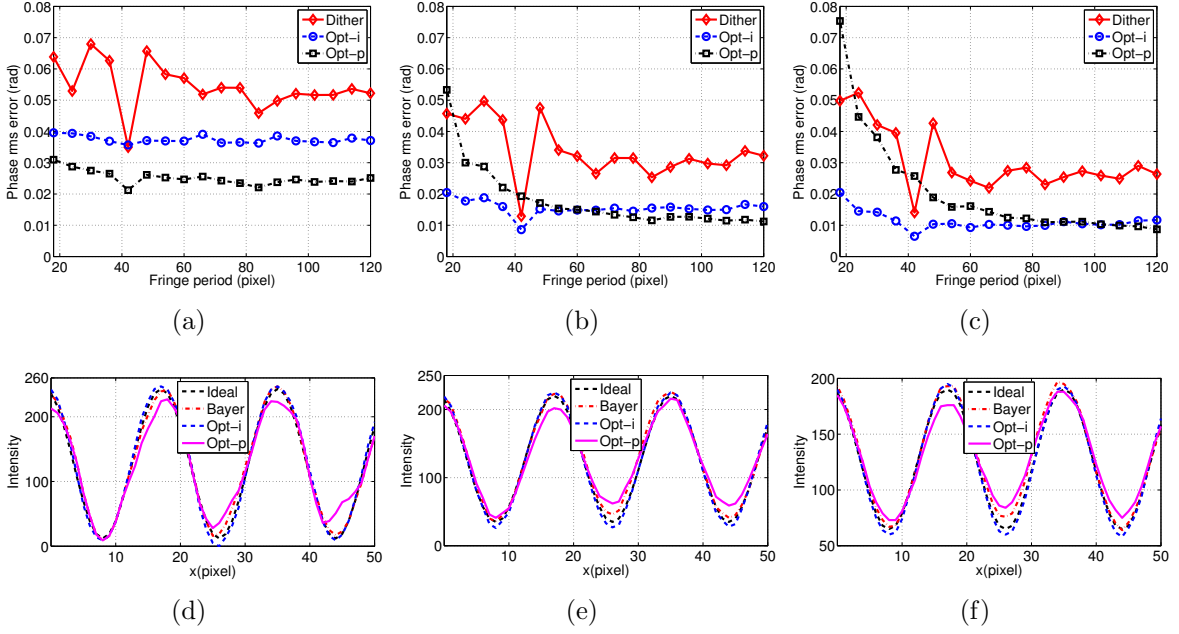 0.08
0.07
0.06
0.05
0.04
0.03
0.02
0.01
0
20 40 60 80 100 120
Phase rms error (rad)
Fringe period (pixel)
Dither
Opt-i
Opt-p
(a)
0.08
0.07
0.06
0.05
0.04
0.03
0.02
0.01
0
20 40 60 80 100 120
Phase rms error (rad)
Fringe period (pixel)
Dither
Opt-i
Opt-p
(b)
0.08
0.07
0.06
0.05
0.04
0.03
0.02
0.01
0
20 40 60 80 100 120
Phase rms error (rad)
Fringe period (pixel)
Dither
Opt-i
Opt-p
(c)
260
200
100
0
0 10 20 30 40 50
Intensity
x(pixel)
Ideal
Bayer
Opt-i
Opt-p
(d)
250
200
100
0
0 10 20 30 40 50
Intensity
x(pixel)
Ideal
Bayer
Opt-i
Opt-p
(e)
200
150
100
50
0 10 20 30 40 50
Intensity
x(pixel)
Ideal
Bayer
Opt-i
Opt-p
(f)